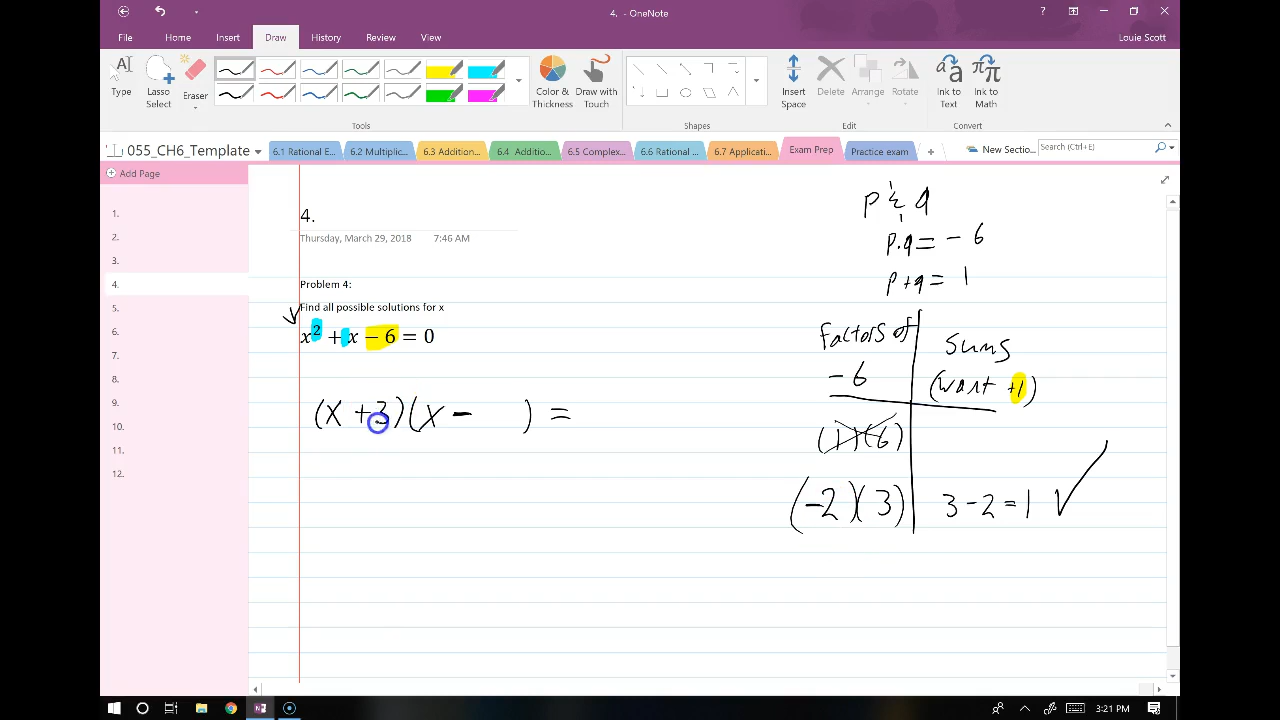 4. - OneNote
?
Louie Scott
File Home Insert Draw History Review View
Type
Lasso Select
Eraser
Color & Thickness
Draw with Touch
Insert Space
Delete
Arrange
Rotate
Ink to Text
Ink to Math
Tools
Shapes
Edit
Convert
055_CH6_Template
6.1 Rational E...
6.2 Multiplic...
6.3 Addition...
6.4 Additio...
6.5 Complex...
6.6 Rational ...
6.7 Applicati...
Exam Prep
Practice exam
+
New Sectio...
Search (Ctrl+E)
Add Page
1.
2.
3.
4.
5.
6.
7.
8.
9.
10.
11.
12.
4.
Thursday, March 29, 2018 7:46 AM
Problem 4:
Find all possible solutions for x
x² + x − 6 = 0
(x +3)(x − ) =
p & q
p.q = - 6
p+q = 1
factors of
- 6
sums
(want +1)
(1)(6)
(-2)(3)
3 - 2 = 1 √
3:21 PM